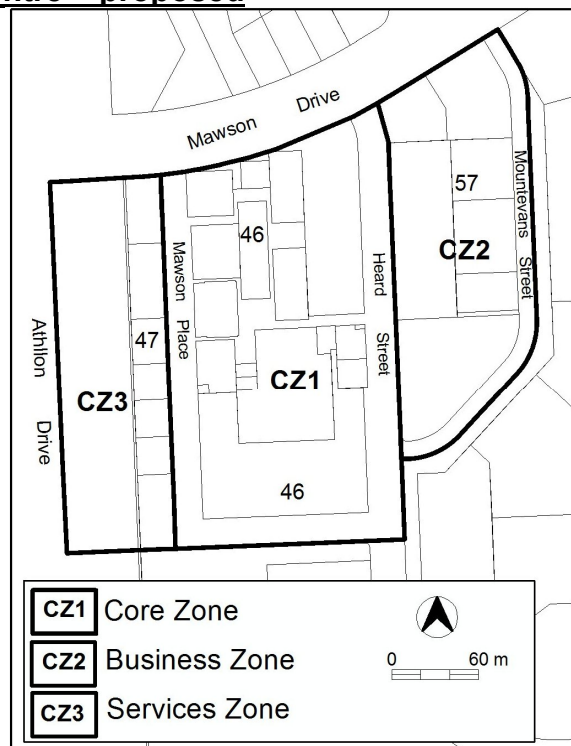 proposed
Mawson Drive
57
Mountevans Street
46
CZ2
Mawson Place
Heard Street
Athllon Drive
47
CZ3
CZ1
46
CZ1 Core Zone
CZ2 Business Zone
CZ3 Services Zone
0 60 m